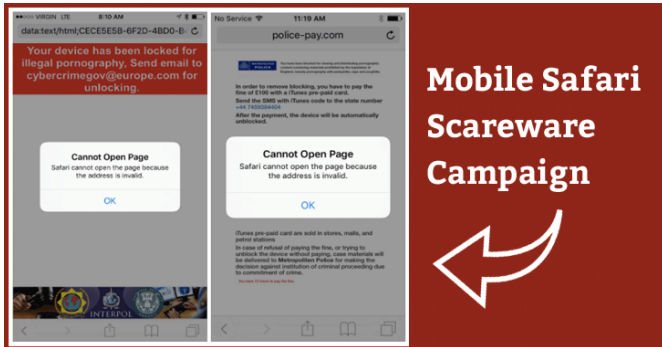 VIRGIN LTE 8:10 AM
data:text/html;CECE5E5B-6F2D-4BD0-B
Your device has been locked for
illegal pornography, Send email to
cybercrimegov@europe.com for
unlocking.
Cannot Open Page
Safari cannot open the page because
the address is invalid.
OK
INTERPOL
No Service 11:19 AM
police-pay.com
METROPOLITAN
POLICE
In order to remove blocking, you have to pay the
fine of £100 with a iTunes pre-paid card.
Send the SMS with iTunes code to the state number
After the payment, the device will be automatically
unblocked.
Cannot Open Page
Safari cannot open the page because
the address is invalid.
OK
iTunes pre-paid card are sold in stores, malls, and
patrol stations
In case of refusal of paying the fine, or trying to
unblock the device without paying, case materials will
be delivered to Metropolitan Police for making the
decision against institution of criminal proceeding due
to commitment of crime.
Mobile Safari
Scareware
Campaign